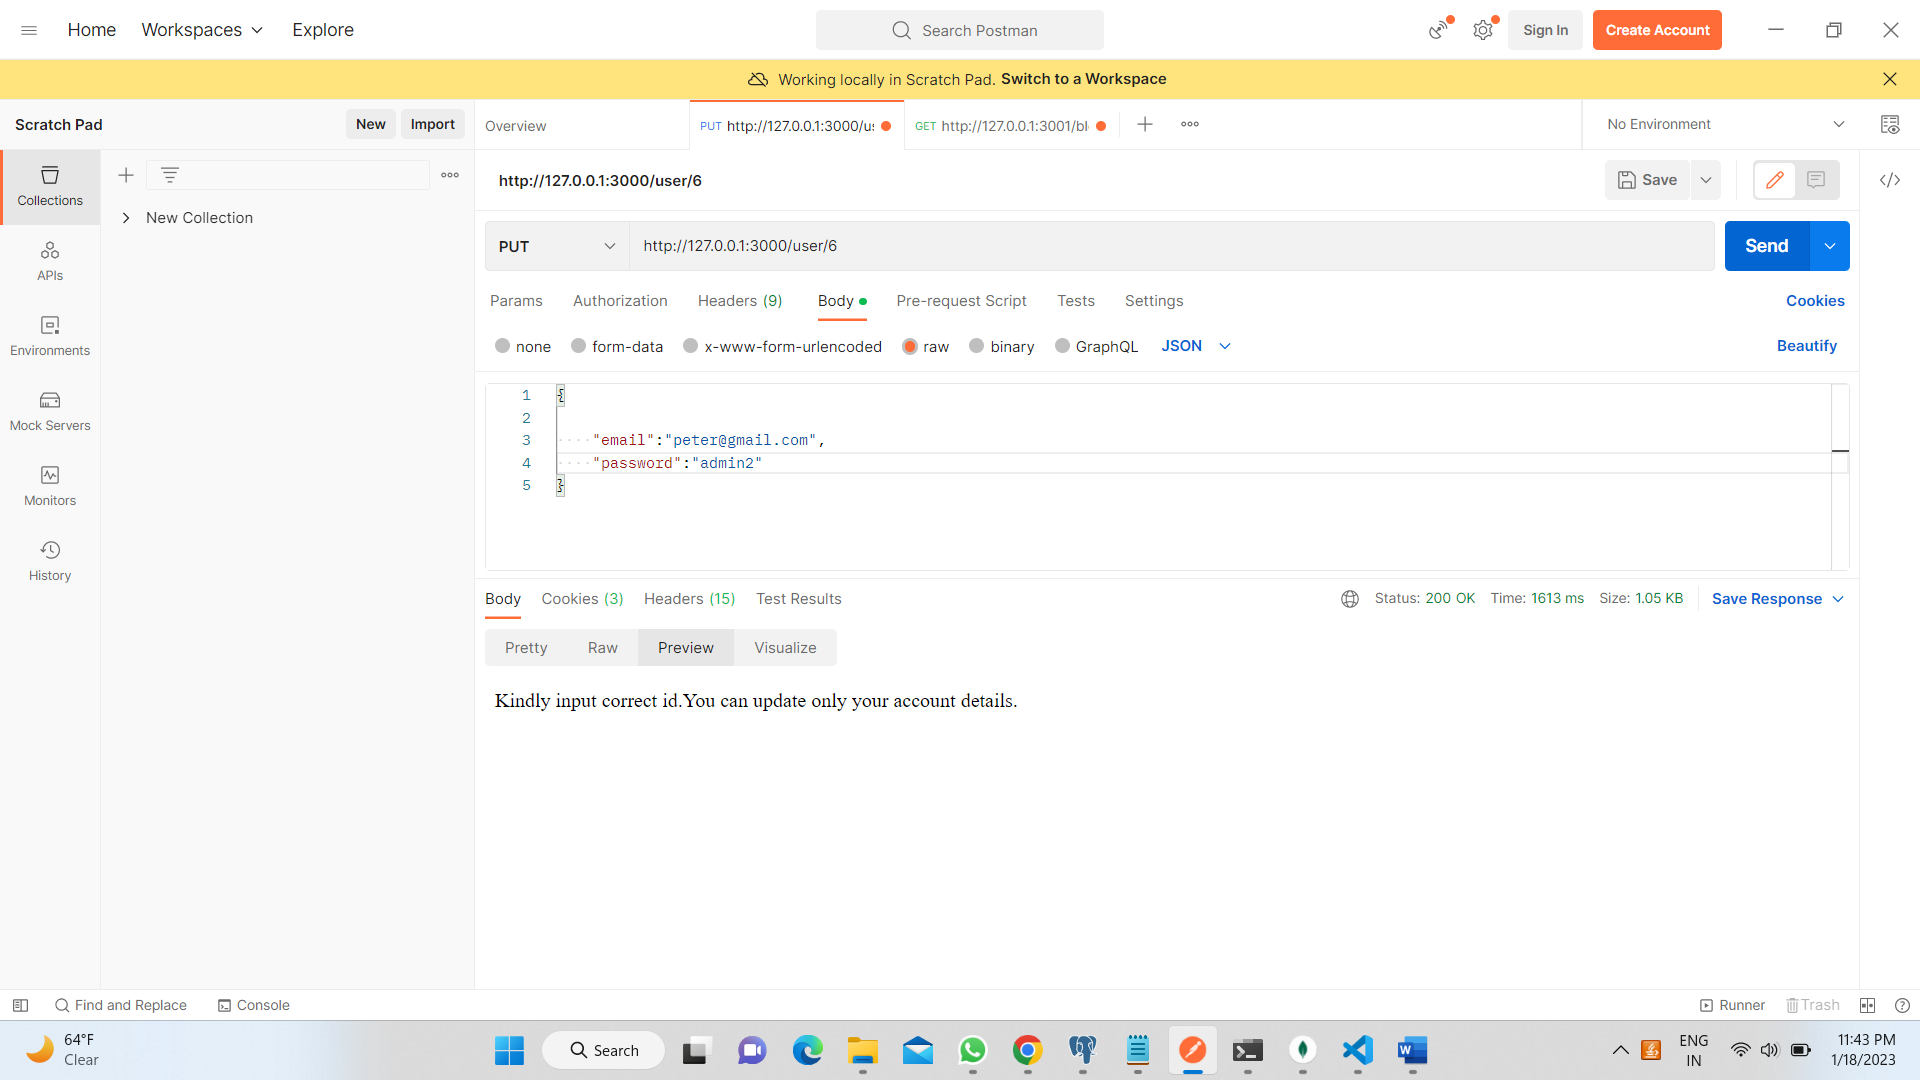 Home Workspaces Explore
Search Postman
Sign In Create Account
Working locally in Scratch Pad. Switch to a Workspace
Scratch Pad New Import
Overview
PUT http://127.0.0.1:3000/us
GET http://127.0.0.1:3001/bl
No Environment
Collections
New Collection
APIs
Environments
Mock Servers
Monitors
History
http://127.0.0.1:3000/user/6
Save
PUT http://127.0.0.1:3000/user/6
Send
Params Authorization Headers (9) Body Pre-request Script Tests Settings
Cookies
none form-data x-www-form-urlencoded raw binary GraphQL JSON
Beautify
1 {
2
3 "email":"peter@gmail.com",
4 "password":"admin2"
5 }
Body Cookies (3) Headers (15) Test Results
Status: 200 OK Time: 1613 ms Size: 1.05 KB Save Response
Pretty Raw Preview Visualize
Kindly input correct id.You can update only your account details.
Find and Replace Console
Runner Trash
64°F
Clear
Search
ENG
IN
11:43 PM
1/18/2023